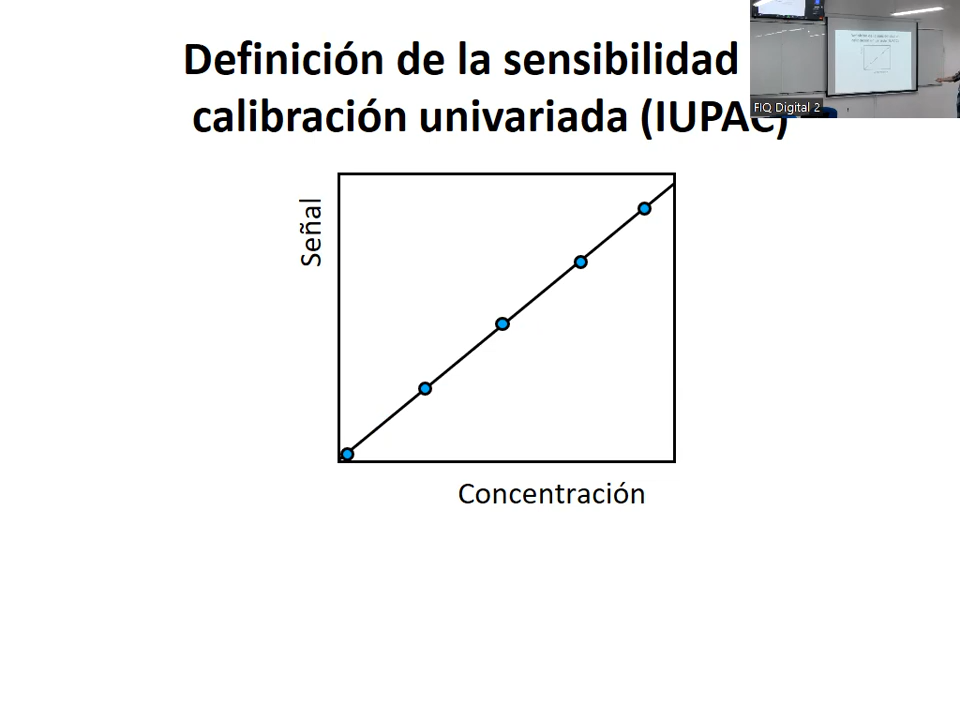 Definición de la sensibilidad
calibración univariada (IUPAC)
FIQ Digital 2
Señal
Concentración